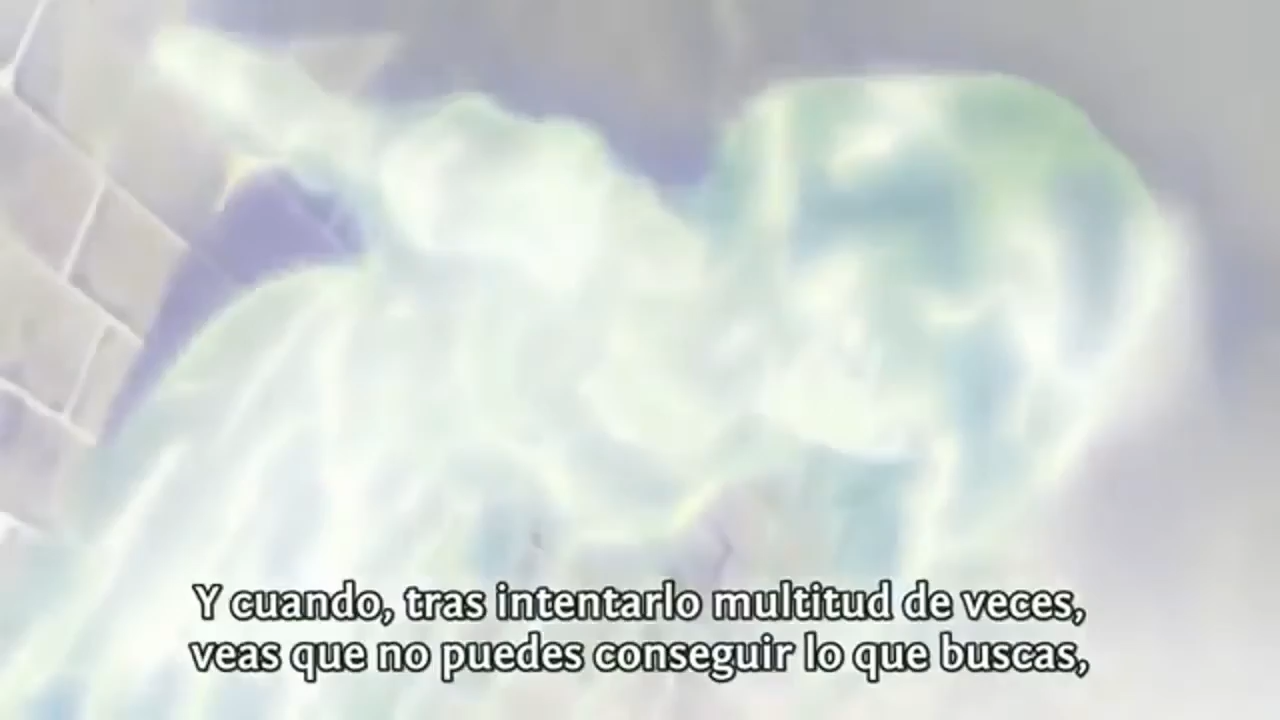 Y cuando, tras intentarlo multitud de veces,
veas que no puedes conseguir lo que buscas,